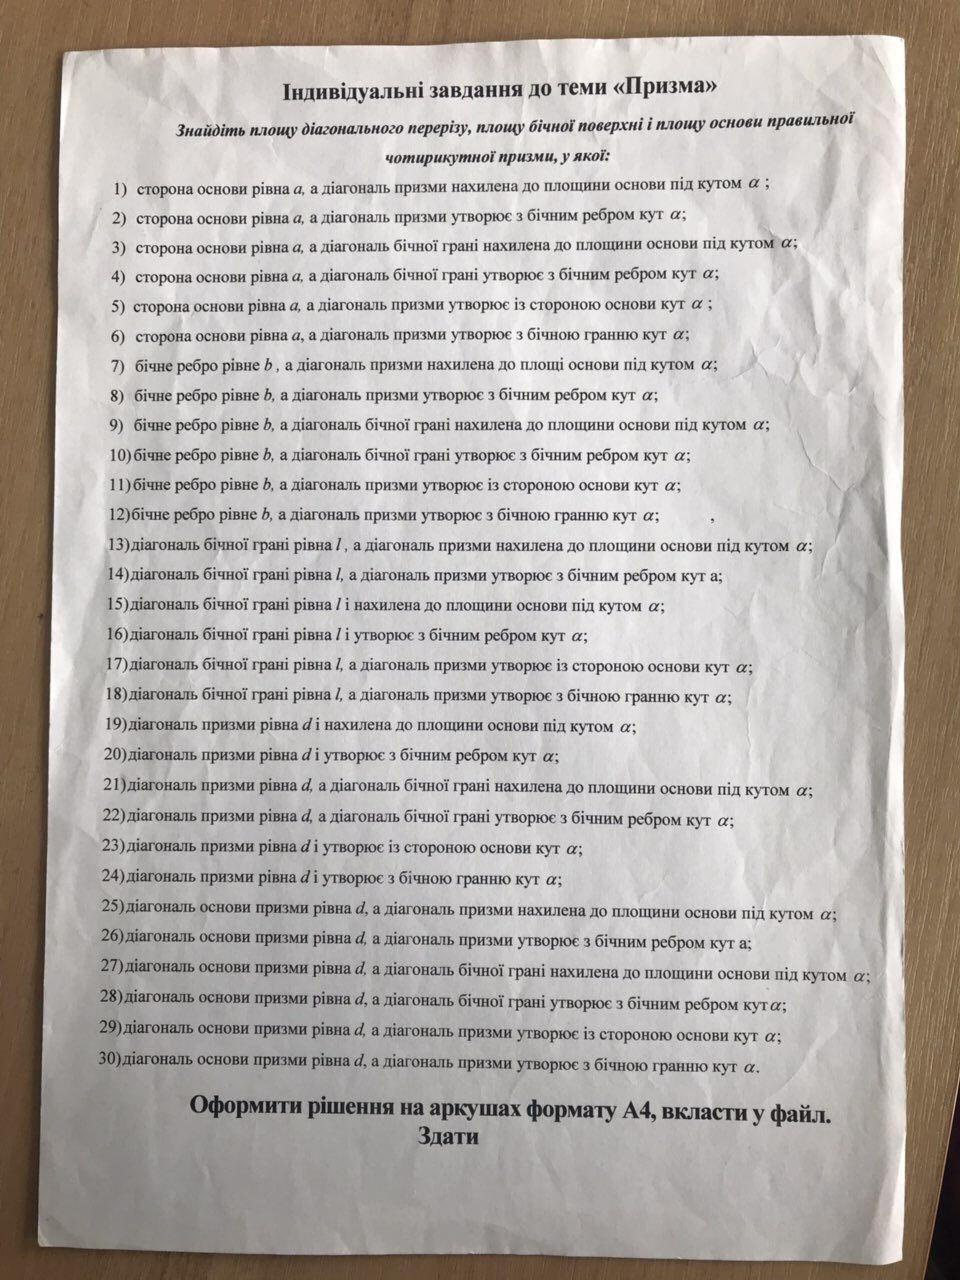 Індивідуальні завдання до теми «Призма»
Знайдіть площу діагонального перерізу, площу бічної поверхні і площу основи правильної
чотирикутної призми, у якої:
1) сторона основи рівна a, а діагональ призми нахилена до площини основи під кутом α ;
2) сторона основи рівна a, а діагональ призми утворює з бічним ребром кут α;
3) сторона основи рівна a, а діагональ бічної грані нахилена до площини основи під кутом α;
4) сторона основи рівна a, а діагональ бічної грані утворює з бічним ребром кут α;
5) сторона основи рівна a, а діагональ призми утворює із стороною основи кут α ;
6) сторона основи рівна a, а діагональ призми утворює з бічною гранню кут α;
7) бічне ребро рівне b , а діагональ призми нахилена до площі основи під кутом α;
8) бічне ребро рівне b, а діагональ призми утворює з бічним ребром кут α;
9) бічне ребро рівне b, а діагональ бічної грані нахилена до площини основи під кутом α;
10)бічне ребро рівне b, а діагональ бічної грані утворює з бічним ребром кут α;
11)бічне ребро рівне b, а діагональ призми утворює із стороною основи кут α;
12)бічне ребро рівне b, а діагональ призми утворює з бічною гранню кут α; ,
13)діагональ бічної грані рівна l , а діагональ призми нахилена до площини основи під кутом α;
14)діагональ бічної грані рівна l, а діагональ призми утворює з бічним ребром кут а;
15)діагональ бічної грані рівна l і нахилена до площини основи під кутом α;
16)діагональ бічної грані рівна l і утворює з бічним ребром кут α;
17)діагональ бічної грані рівна l, а діагональ призми утворює із стороною основи кут α;
18)діагональ бічної грані рівна l, а діагональ призми утворює з бічною гранню кут α;
19)діагональ призми рівна d і нахилена до площини основи під кутом α;
20)діагональ призми рівна d і утворює з бічним ребром кут α;
21)діагональ призми рівна d, а діагональ бічної грані нахилена до площини основи під кутом α;
22)діагональ призми рівна d, а діагональ бічної грані утворює з бічним ребром кут α;
23)діагональ призми рівна d і утворює із стороною основи кут α;
24)діагональ призми рівна d і утворює з бічною гранню кут α;
25)діагональ основи призми рівна d, а діагональ призми нахилена до площини основи під кутом α;
26)діагональ основи призми рівна d, а діагональ призми утворює з бічним ребром кут а;
27)діагональ основи призми рівна d, а діагональ бічної грані нахилена до площини основи під кутом α;
28)діагональ основи призми рівна d, а діагональ бічної грані утворює з бічним ребром кутα;
29)діагональ основи призми рівна d, а діагональ призми утворює із стороною основи кут α;
30)діагональ основи призми рівна d, а діагональ призми утворює з бічною гранню кут α.
Оформити рішення на аркушах формату А4, вкласти у файл.
Здати